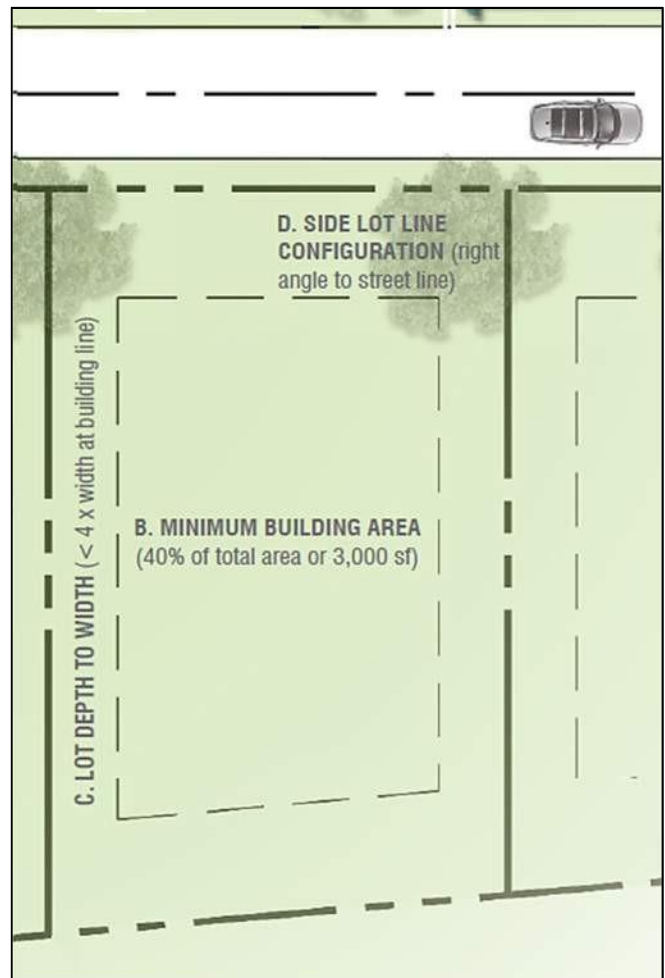 D. SIDE LOT LINE
CONFIGURATION (right
angle to street line)
C. LOT DEPTH TO WIDTH (< 4 x width at building line)
B. MINIMUM BUILDING AREA
(40% of total area or 3,000 sf)